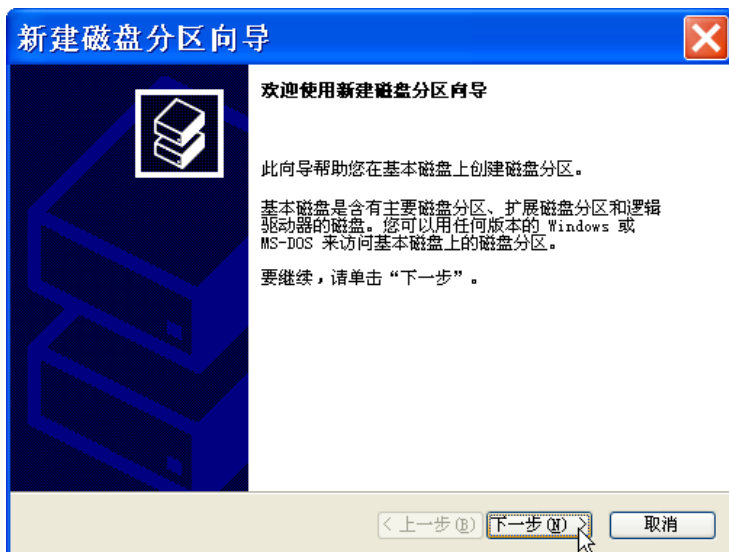 新建磁盘分区向导
欢迎使用新建磁盘分区向导
此向导帮助您在基本磁盘上创建磁盘分区。
基本磁盘是含有主要磁盘分区、扩展磁盘分区和逻辑
驱动器的磁盘。您可以用任何版本的 Windows 或
MS-DOS 来访问基本磁盘上的磁盘分区。
要继续，请单击“下一步”。
< 上一步(B) 下一步(N) > 取消